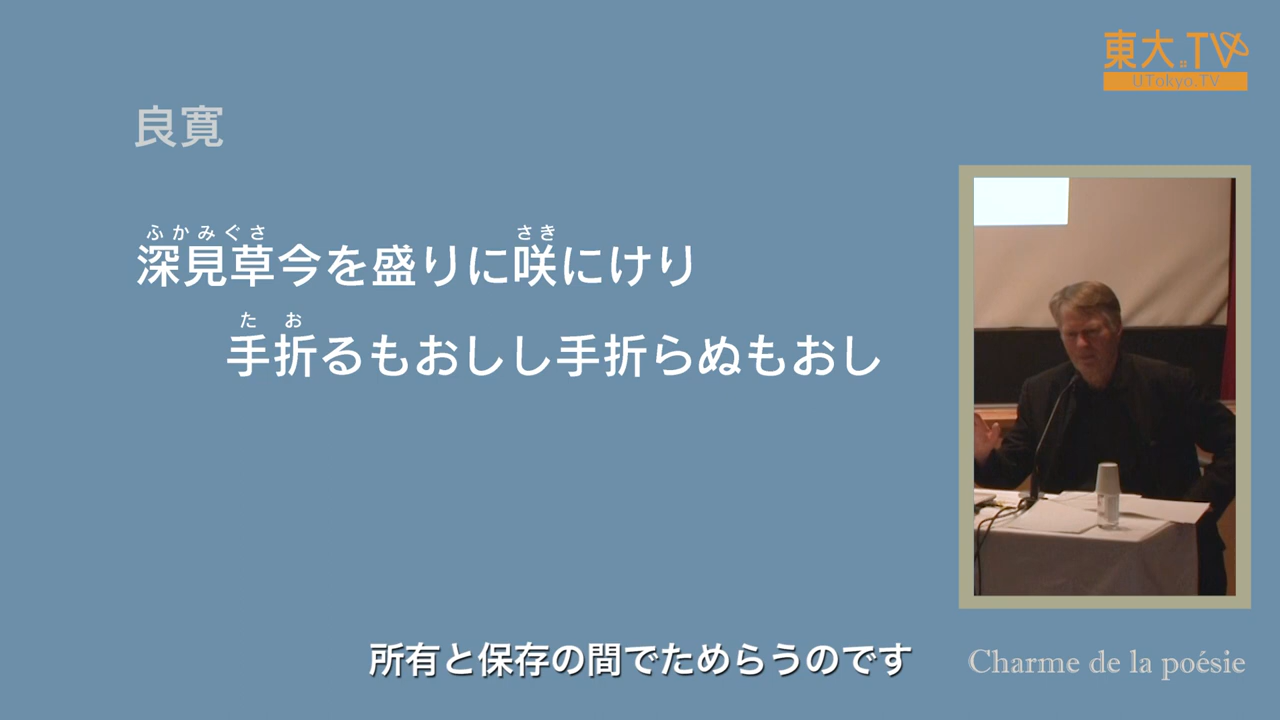 東大.TV
UTokyo.TV
良寛
ふかみぐさ さき
深見草今を盛りに咲にけり
た お
手折るもおしし手折らぬもおし
所有と保存の間でためらうのです
Charme de la poésie